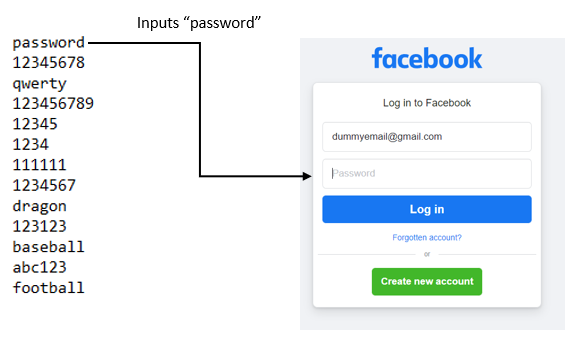 Inputs “password”
password
12345678
qwerty
123456789
12345
1234
111111
1234567
dragon
123123
baseball
abc123
football
facebook
Log in to Facebook
dummyemail@gmail.com
Password
Log in
Forgotten account?
or
Create new account